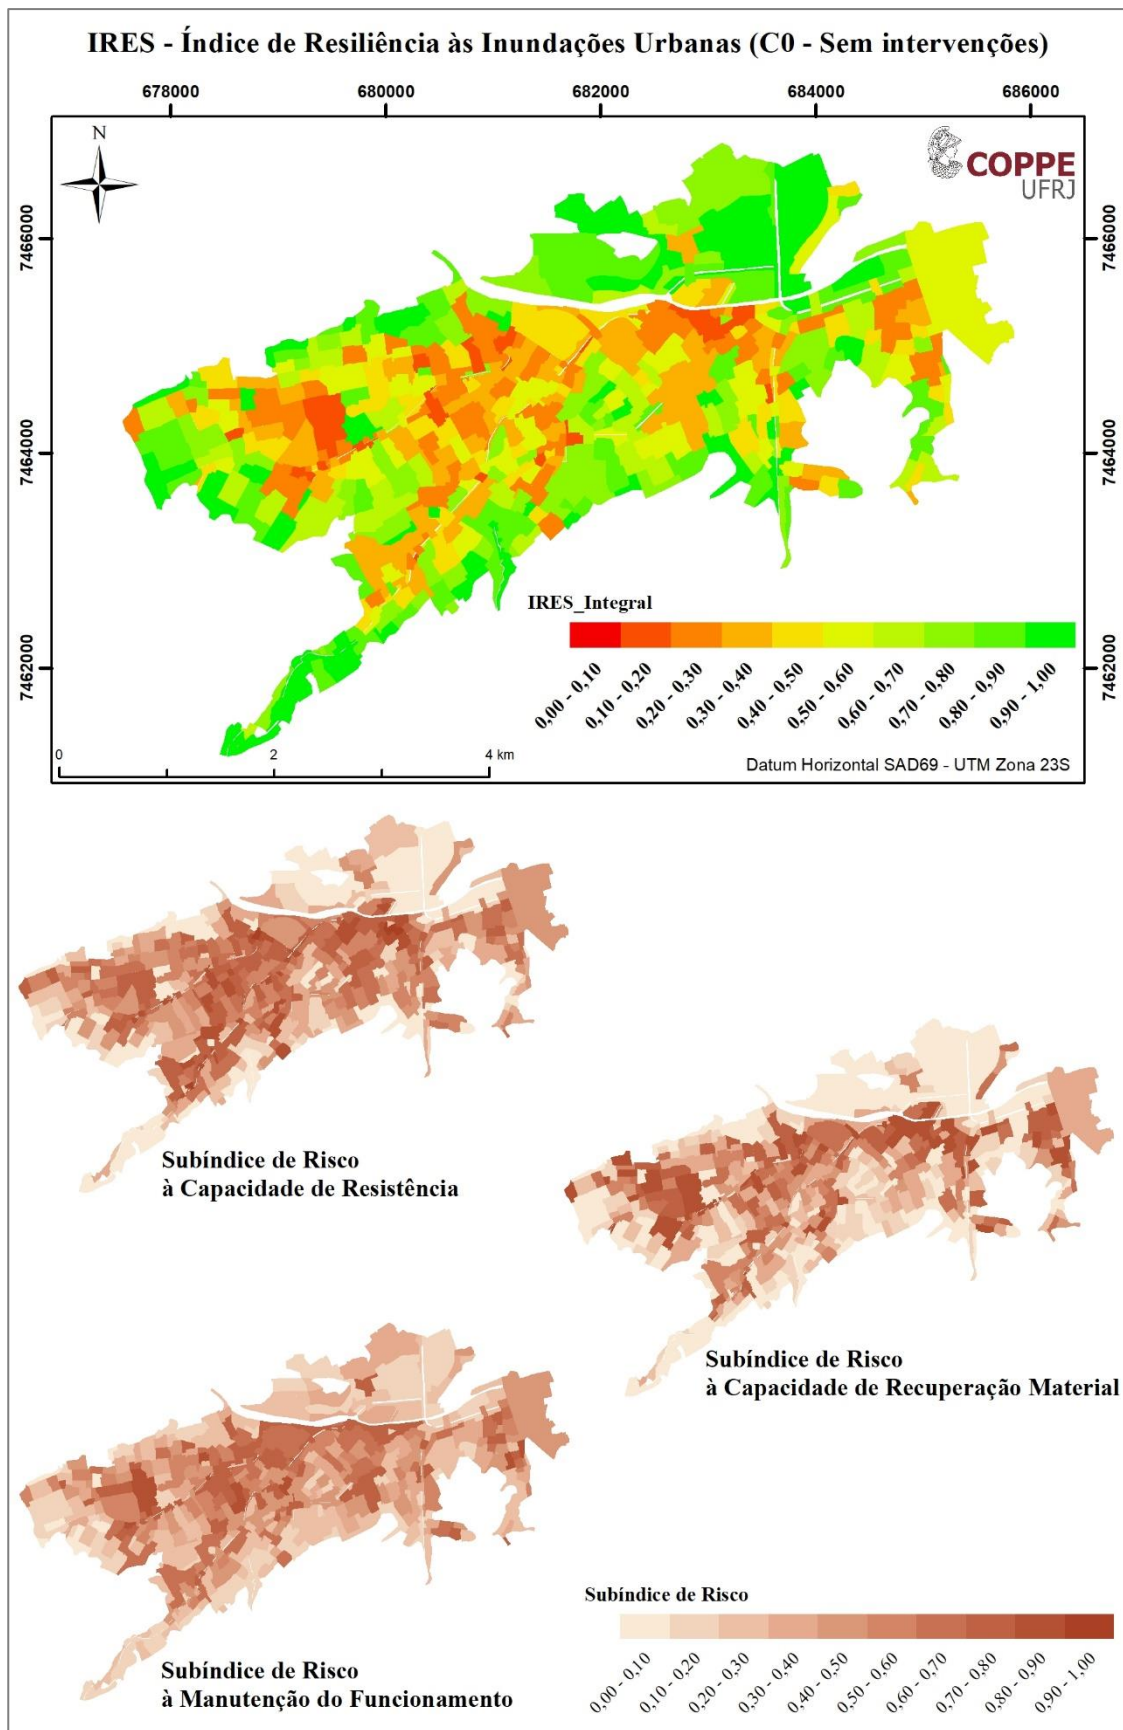 IRES - Índice de Resiliência às Inundações Urbanas (C0 - Sem intervenções)
678000 680000 682000 684000 686000
N
COPPE
UFRJ
7466000 7466000
7464000 7464000
7462000 7462000
IRES_Integral
0,00 - 0,10
0,10 - 0,20
0,20 - 0,30
0,30 - 0,40
0,40 - 0,50
0,50 - 0,60
0,60 - 0,70
0,70 - 0,80
0,80 - 0,90
0,90 - 1,00
0 2 4 km
Datum Horizontal SAD69 - UTM Zona 23S
Subíndice de Risco
à Capacidade de Resistência
Subíndice de Risco
à Capacidade de Recuperação Material
Subíndice de Risco
à Manutenção do Funcionamento
Subíndice de Risco
0,00 - 0,10
0,10 - 0,20
0,20 - 0,30
0,30 - 0,40
0,40 - 0,50
0,50 - 0,60
0,60 - 0,70
0,70 - 0,80
0,80 - 0,90
0,90 - 1,00